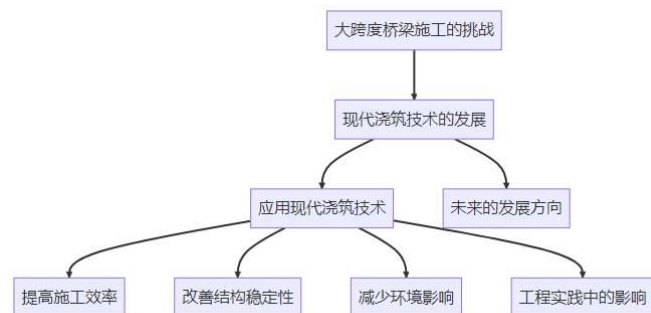 大跨度桥梁施工的挑战
现代浇筑技术的发展
应用现代浇筑技术
未来的发展方向
提高施工效率
改善结构稳定性
减少环境影响
工程实践中的影响